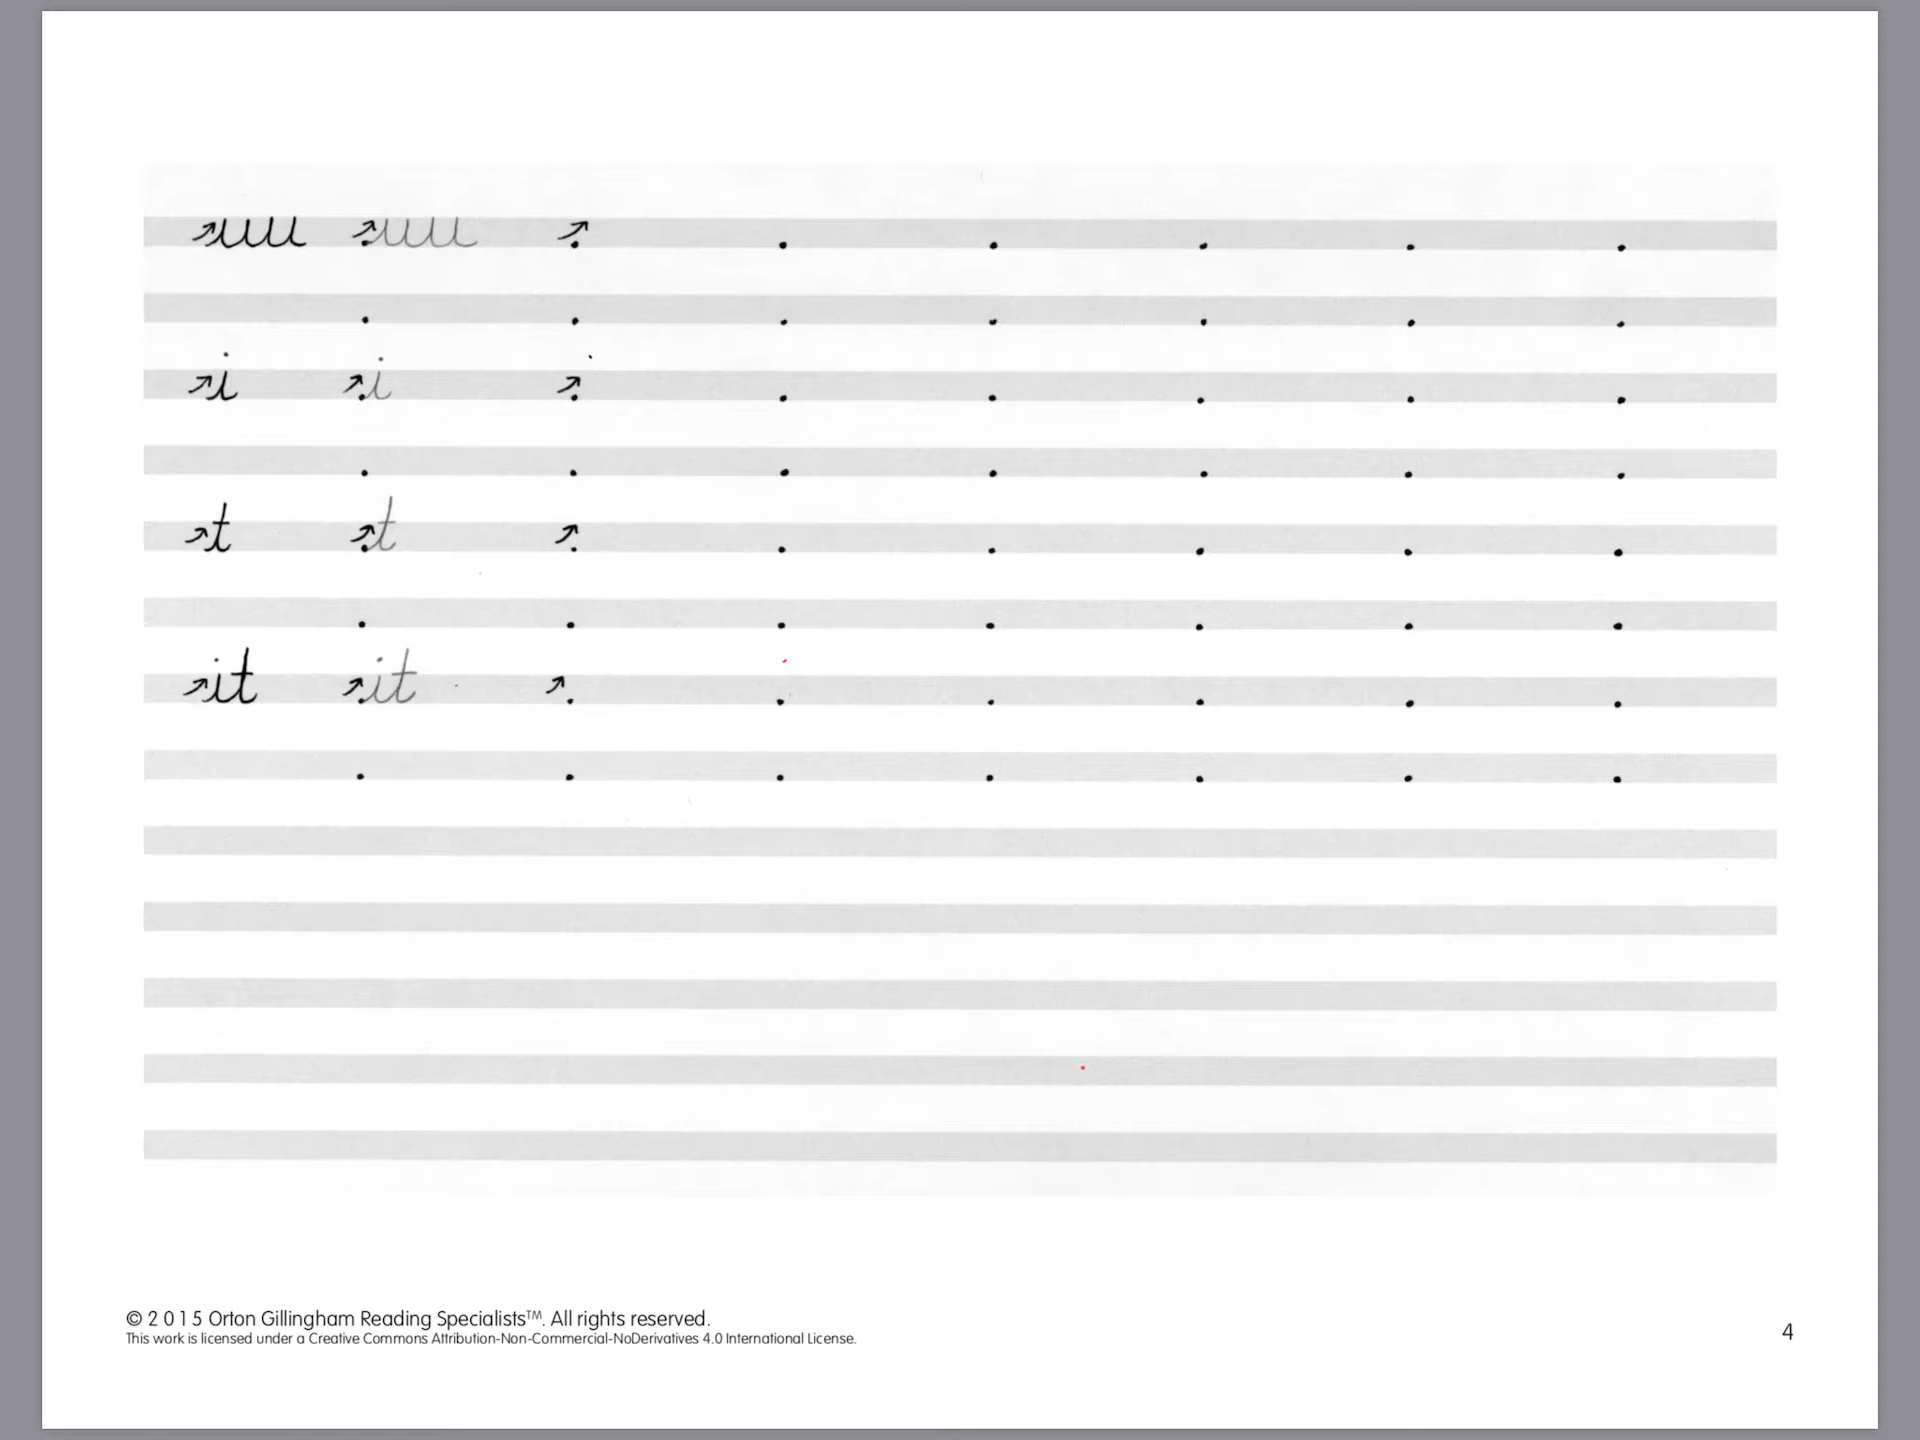 uuu uuu
i i
t t
it it
© 2 0 1 5 Orton Gillingham Reading Specialists™. All rights reserved.
This work is licensed under a Creative Commons Attribution-Non-Commercial-NoDerivatives 4.0 International License.
4